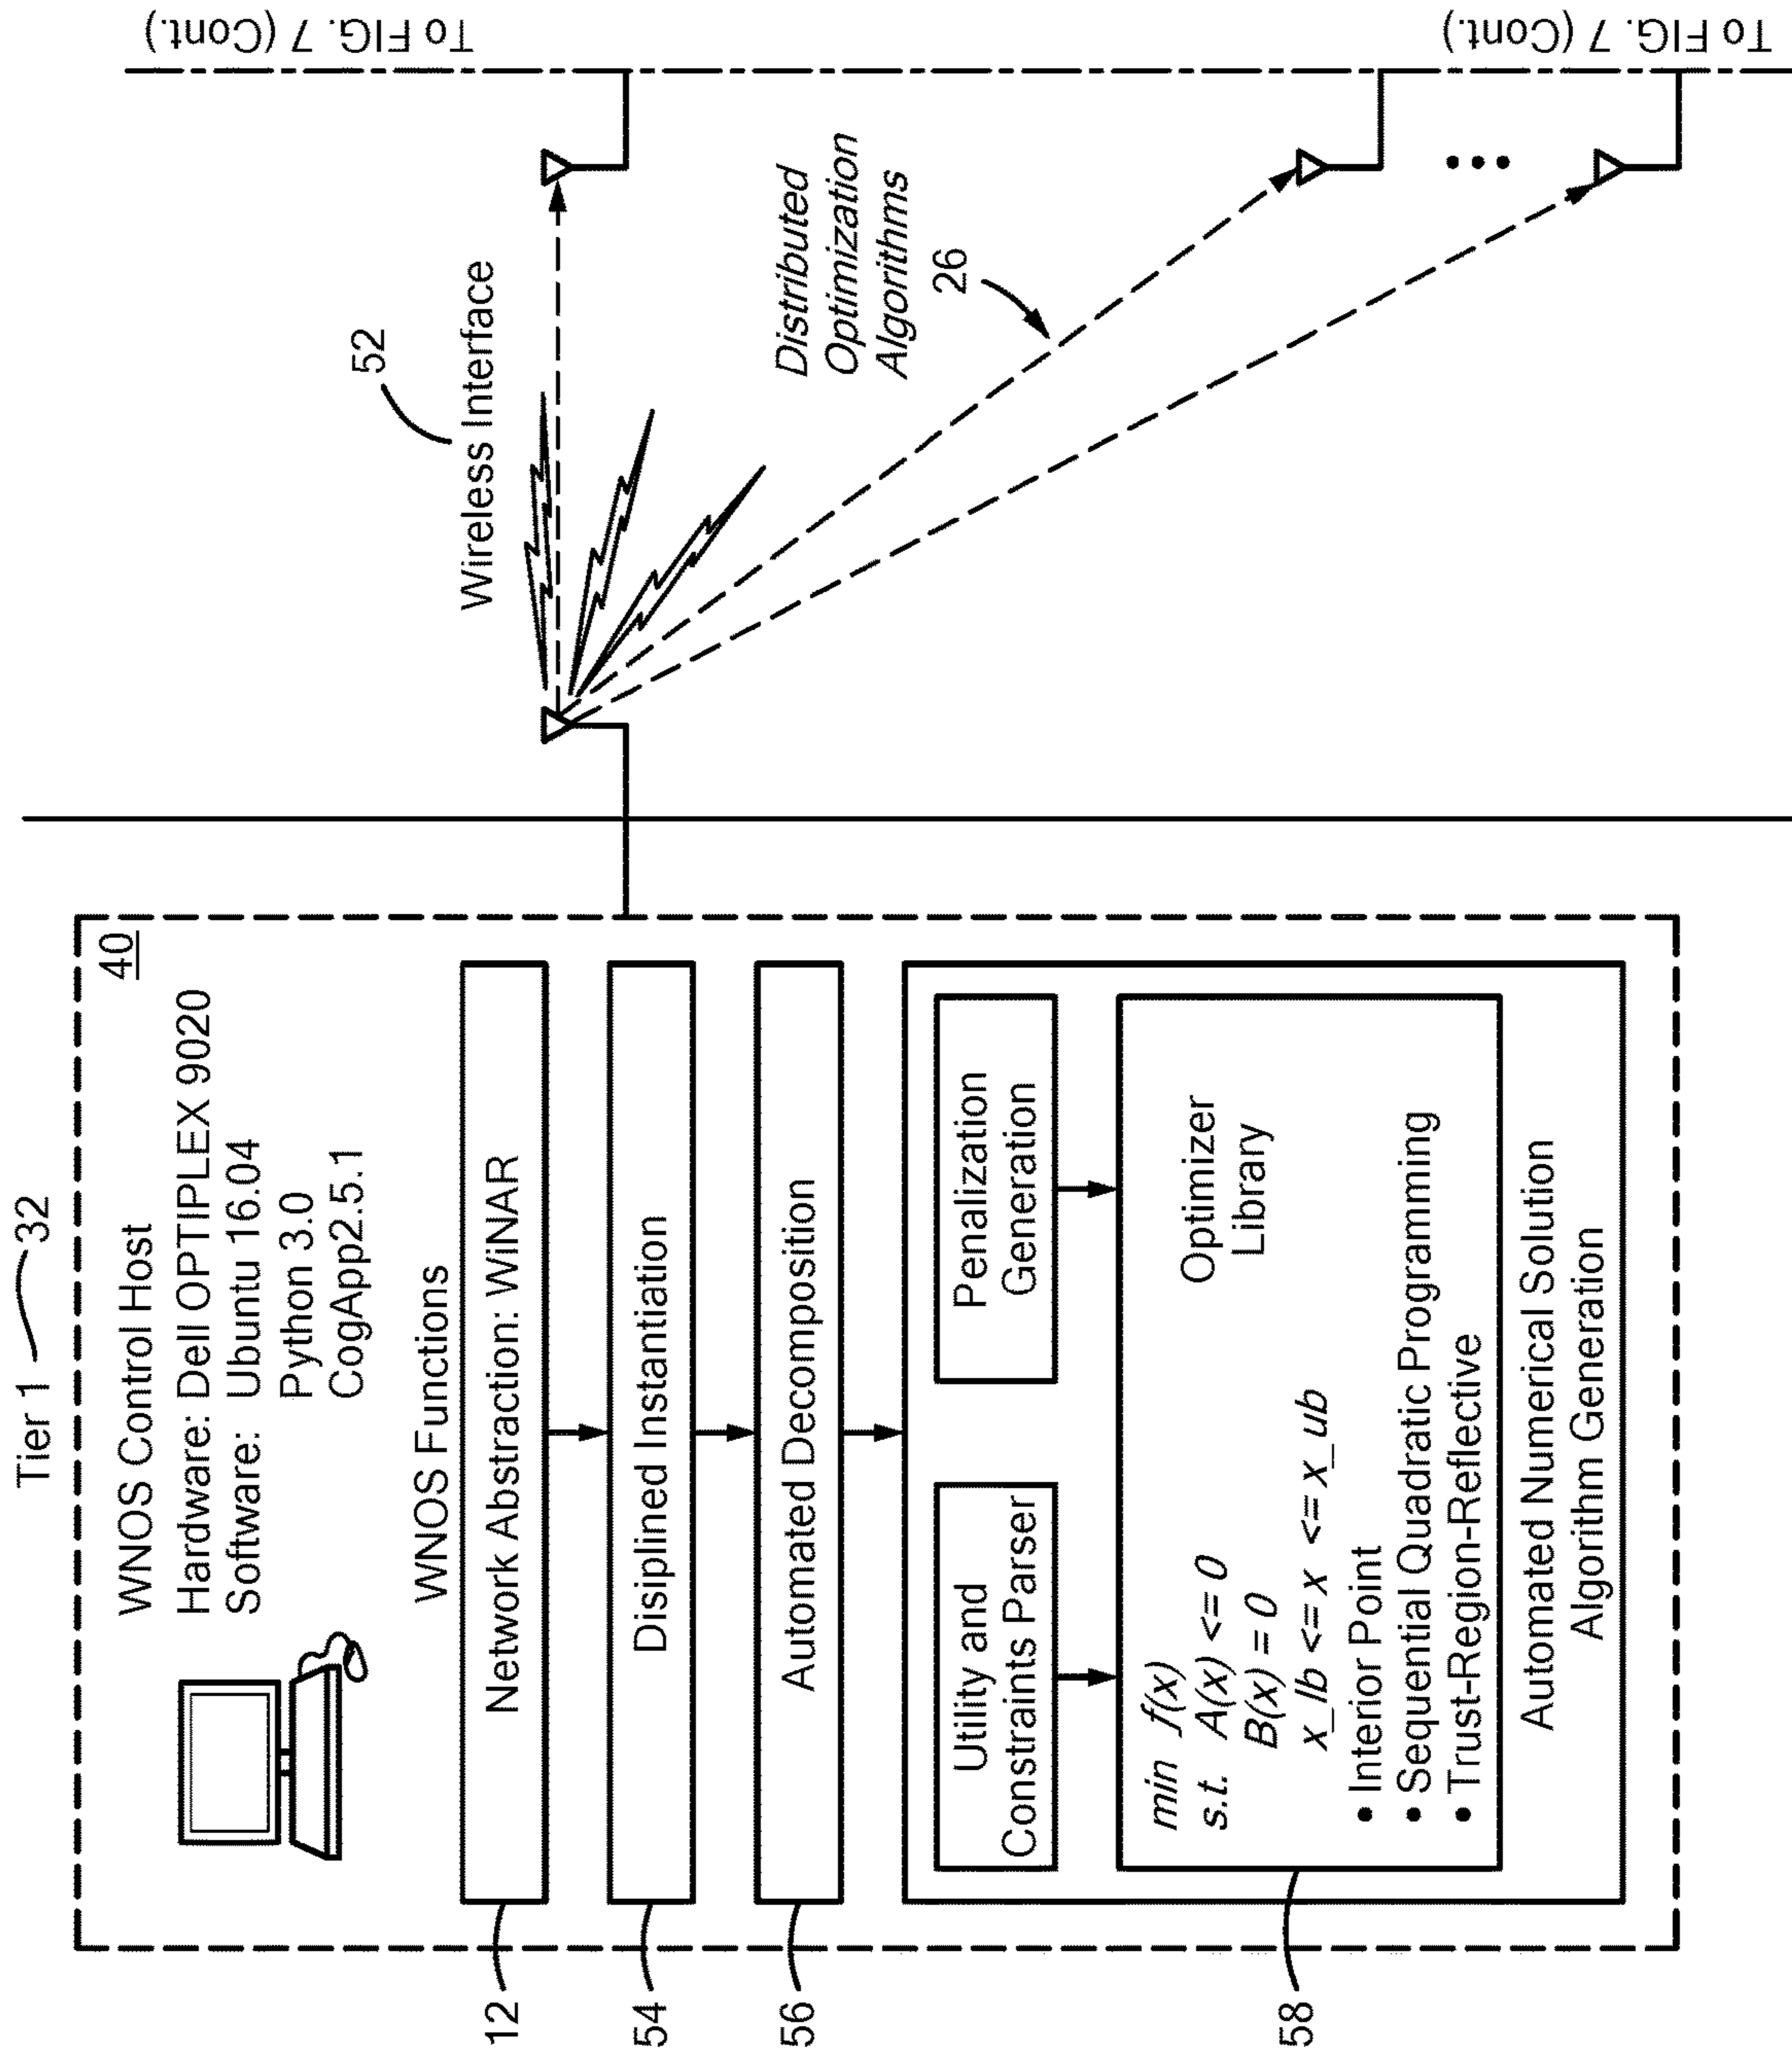 Tier 1 32
40
WNOS Control Host
Hardware: Dell OPTIPLEX 9020
Software: Ubuntu 16.04
Python 3.0
CogApp2.5.1
WNOS Functions
12
Network Abstraction: WiNAR
54
Disiplined Instantiation
56
Automated Decomposition
Utility and
Constraints Parser
Penalization
Generation
58
min f(x)
s.t. A(x) <= 0
B(x) = 0
x_lb <= x <= x_ub
Optimizer
Library
• Interior Point
• Sequential Quadratic Programming
• Trust-Region-Reflective
Automated Numerical Solution
Algorithm Generation
52
Wireless Interface
Distributed
Optimization
Algorithms
26
To FIG. 7 (Cont.)
To FIG. 7 (Cont.)